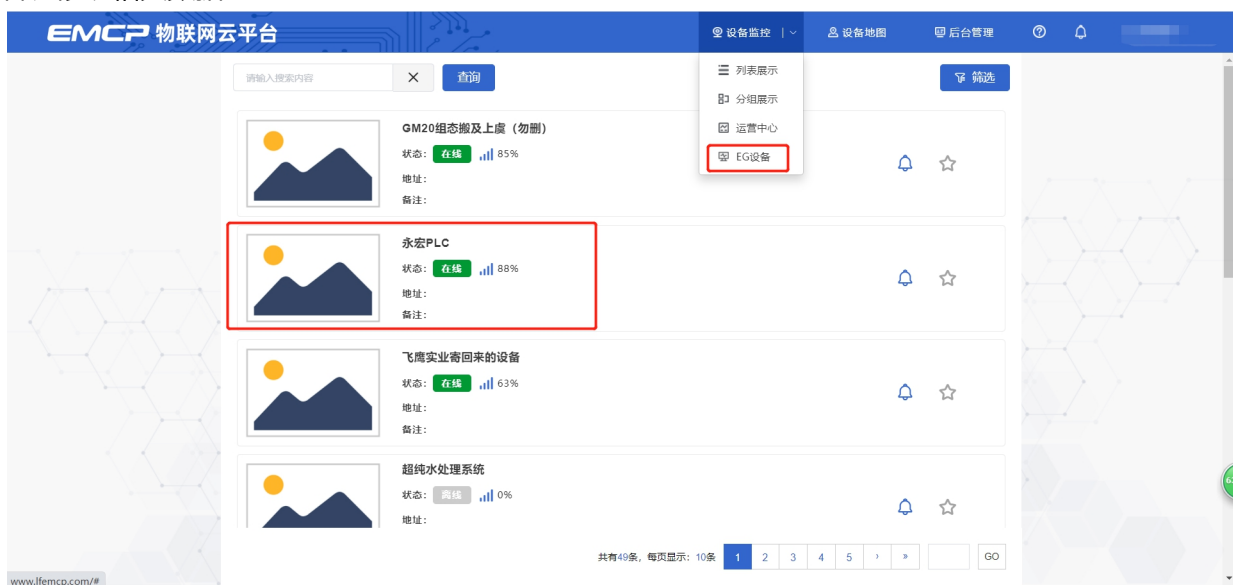 EMCP 物联网云平台
设备监控
设备地图
后台管理
请输入搜索内容
查询
列表展示
分组展示
运营中心
EG设备
筛选
GM20组态搬及上虞（勿删）
状态： 在线 85%
地址：
备注：
永宏PLC
状态： 在线 88%
地址：
备注：
飞鹰实业寄回来的设备
状态： 在线 63%
地址：
备注：
超纯水处理系统
状态： 离线 0%
地址：
共有49条，每页显示：10条 1 2 3 4 5 › » GO
www.lfemcp.com/#